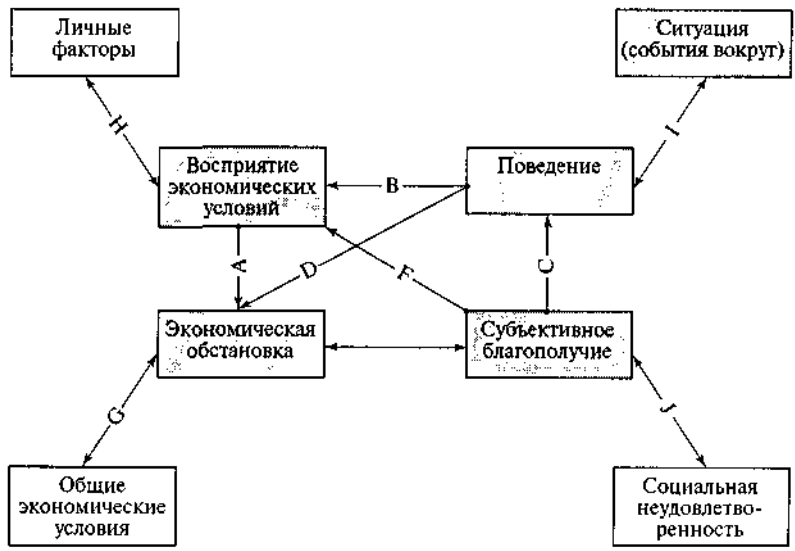 Личные
факторы
Ситуация
(события вокруг)
H
I
Восприятие
экономических
условий
B
Поведение
A
D
F
C
Экономическая
обстановка
Субъективное
благополучие
G
J
Общие
экономические
условия
Социальная
неудовлетво-
ренность